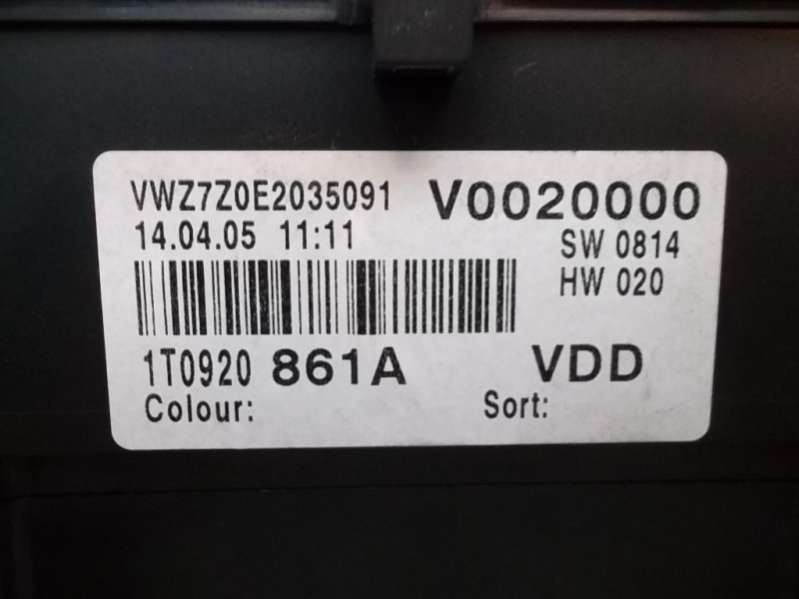 VWZ7Z0E2035091 V0020000
14.04.05 11:11 SW 0814
HW 020
1T0920 861A VDD
Colour: Sort: